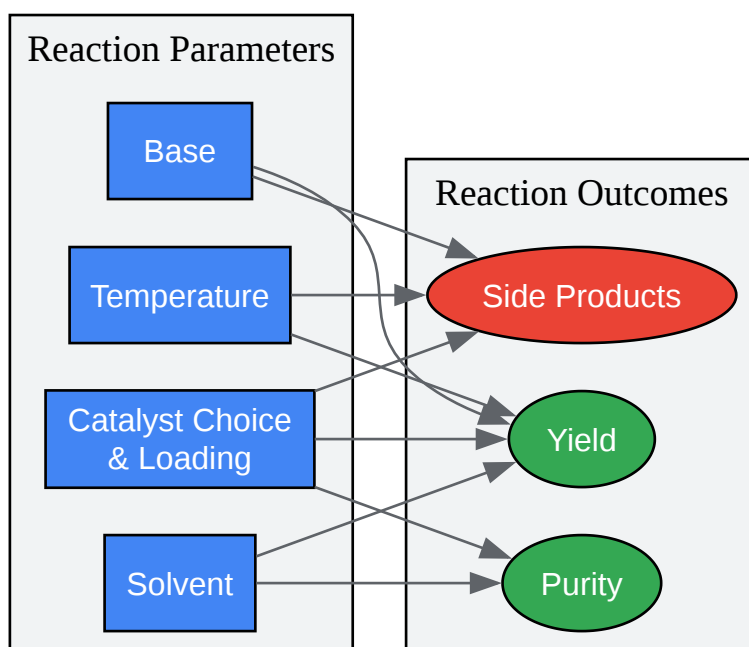 Reaction Parameters
Base
Temperature
Catalyst Choice
& Loading
Solvent
Reaction Outcomes
Side Products
Yield
Purity